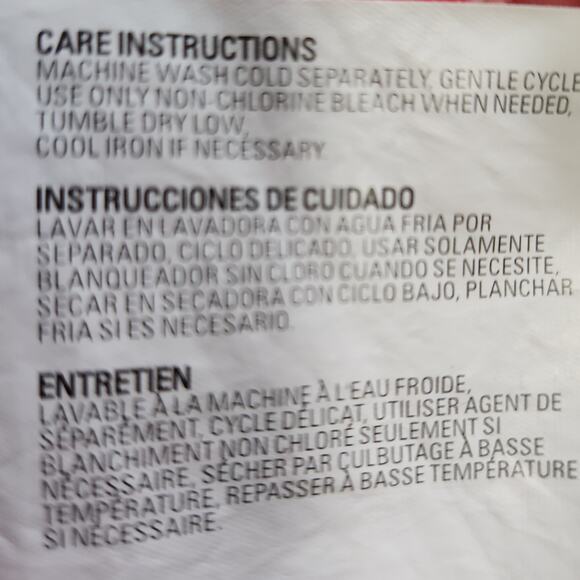 CARE INSTRUCTIONS
MACHINE WASH COLD SEPARATELY, GENTLE CYCLE
USE ONLY NON-CHLORINE BLEACH WHEN NEEDED,
TUMBLE DRY LOW,
COOL IRON IF NECESSARY.
INSTRUCCIONES DE CUIDADO
LAVAR EN LAVADORA CON AGUA FRIA POR
SEPARADO, CICLO DELICADO, USAR SOLAMENTE
BLANQUEADOR SIN CLORO CUANDO SE NECESITE,
SECAR EN SECADORA CON CICLO BAJO, PLANCHAR
FRIA SI ES NECESARIO.
ENTRETIEN
LAVABLE À LA MACHINE À L'EAU FROIDE,
SÉPARÉMENT, CYCLE DÉLICAT, UTILISER AGENT DE
BLANCHIMENT NON CHLORÉ SEULEMENT SI
NÉCESSAIRE, SÉCHER PAR CULBUTAGE À BASSE
TEMPÉRATURE, REPASSER À BASSE TEMPÉRATURE
SI NÉCESSAIRE.